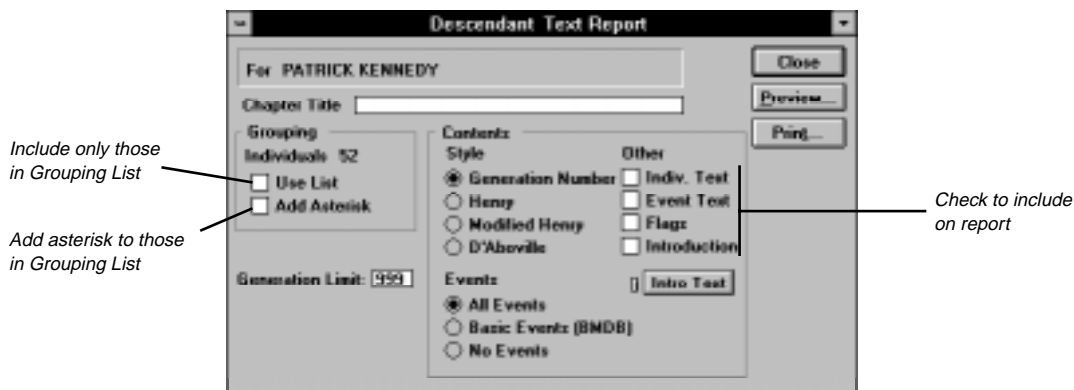 Descendant Text Report
For PATRICK KENNEDY
Close
Chapter Title
Preview...
Print...
Grouping
Individuals 52
Use List
Add Asterisk
Generation Limit: 999
Contents
Style
Generation Number
Henry
Modified Henry
D'Aboville
Other
Indiv. Text
Event Text
Flags
Introduction
[] Intro Text
Events
All Events
Basic Events (BMDB)
No Events
Include only those
in Grouping List
Add asterisk to those
in Grouping List
Check to include
on report